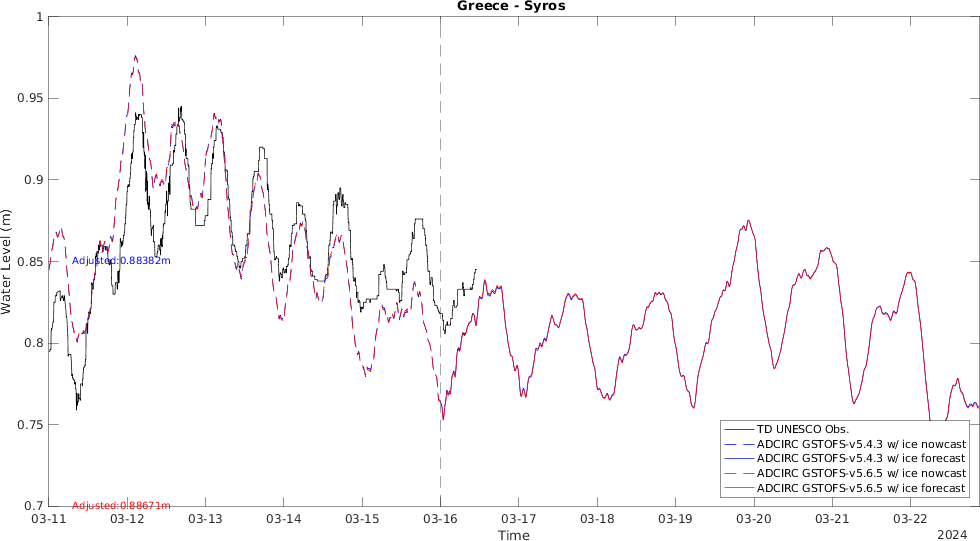 Greece - Syros
Water Level (m)
1
0.95
0.9
0.85
0.8
0.75
0.7
Adjusted:0.88382m
Adjusted:0.88671m
TD UNESCO Obs.
ADCIRC GSTOFS-v5.4.3 w/ ice nowcast
ADCIRC GSTOFS-v5.4.3 w/ ice forecast
ADCIRC GSTOFS-v5.6.5 w/ ice nowcast
ADCIRC GSTOFS-v5.6.5 w/ ice forecast
03-11 03-12 03-13 03-14 03-15 03-16 03-17 03-18 03-19 03-20 03-21 03-22
Time
2024